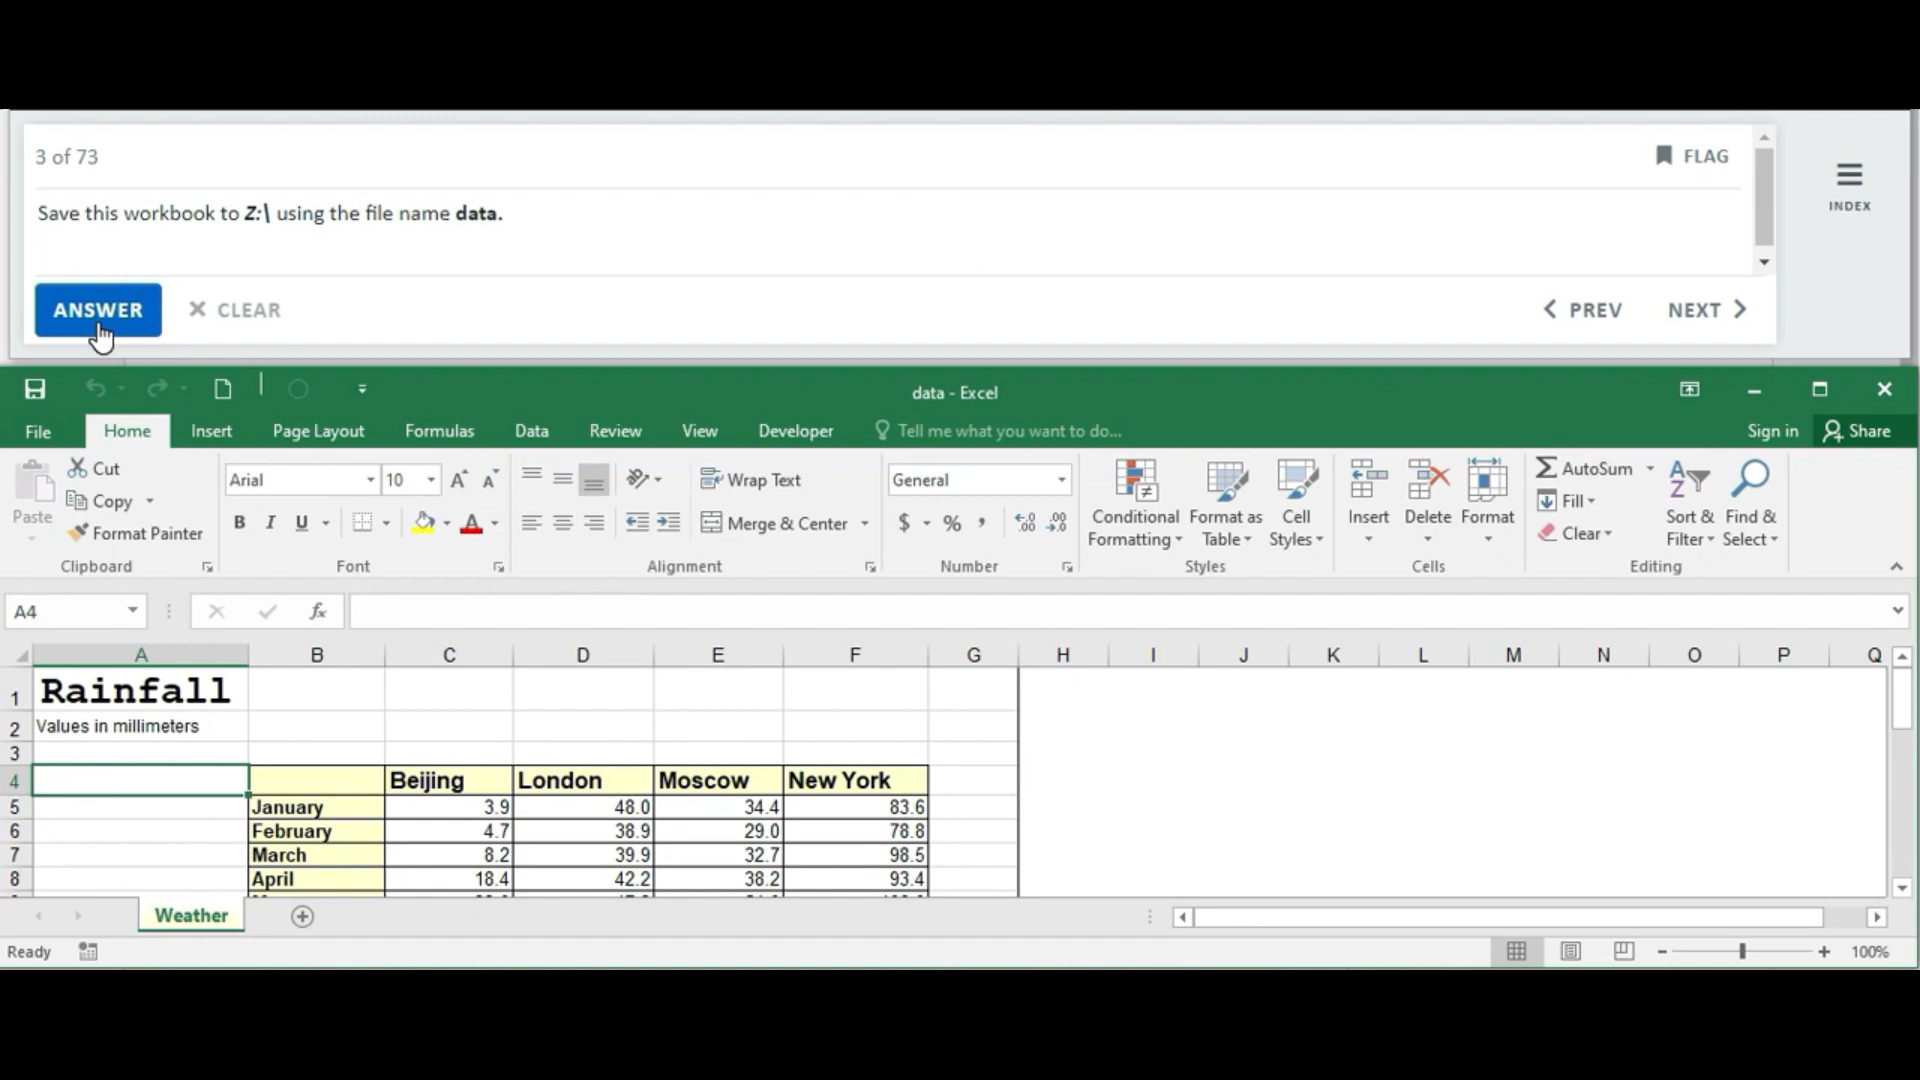 3 of 73
FLAG
INDEX
Save this workbook to Z:\ using the file name data.
ANSWER
CLEAR
PREV
NEXT
data - Excel
File
Home
Insert
Page Layout
Formulas
Data
Review
View
Developer
Tell me what you want to do...
Sign in
Share
Paste
Cut
Copy
Format Painter
Clipboard
Arial
10
B I U
Font
Wrap Text
Merge & Center
Alignment
General
$ % ,
Number
Conditional Formatting
Format as Table
Cell Styles
Styles
Insert
Delete
Format
Cells
AutoSum
Fill
Clear
Sort & Filter
Find & Select
Editing
A4
fx
A B C D E F G H I J K L M N O P Q
1 Rainfall
2 Values in millimeters
3
4 Beijing London Moscow New York
5 January 3.9 48.0 34.4 83.6
6 February 4.7 38.9 29.0 78.8
7 March 8.2 39.9 32.7 98.5
8 April 18.4 42.2 38.2 93.4
Weather
Ready
100%